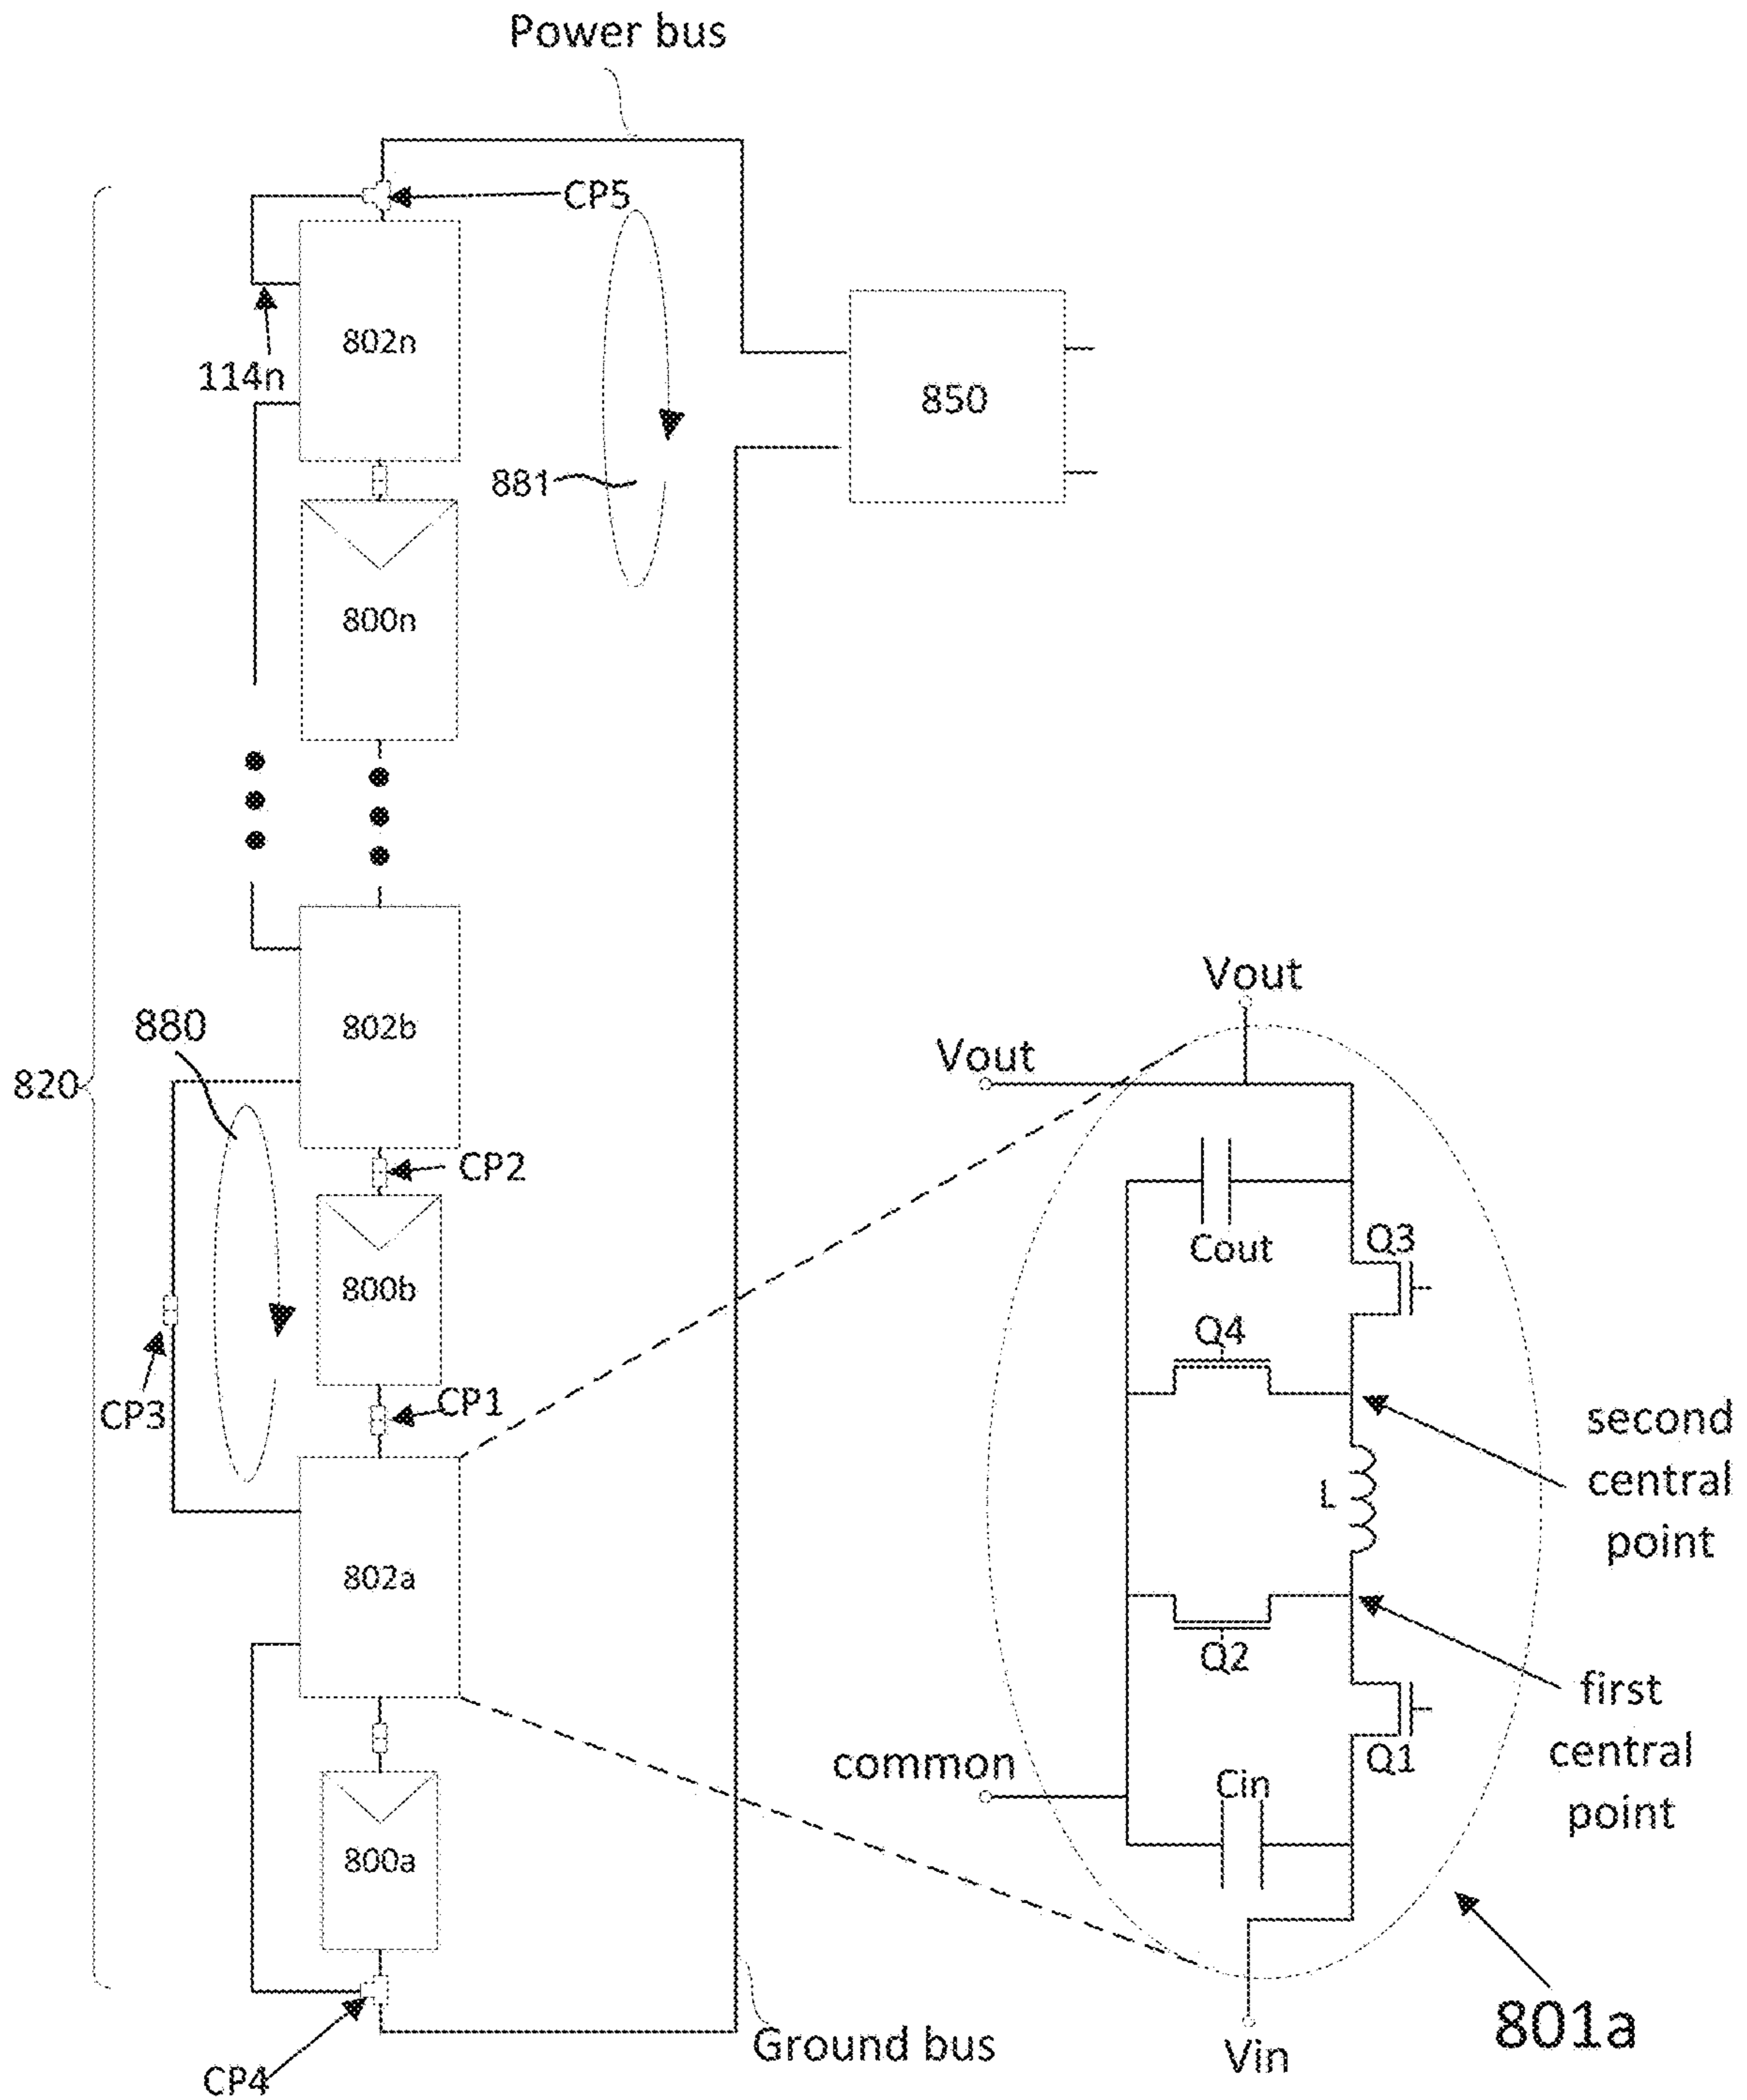 Power bus
CP5
802n
114n
850
881
800n
802b
880
820
CP2
800b
CP3
CP1
802a
800a
CP4
Ground bus
Vout
Vout
Cout
Q3
Q4
second
central
point
L
Q2
first
central
point
Q1
common
Cin
Vin
801a